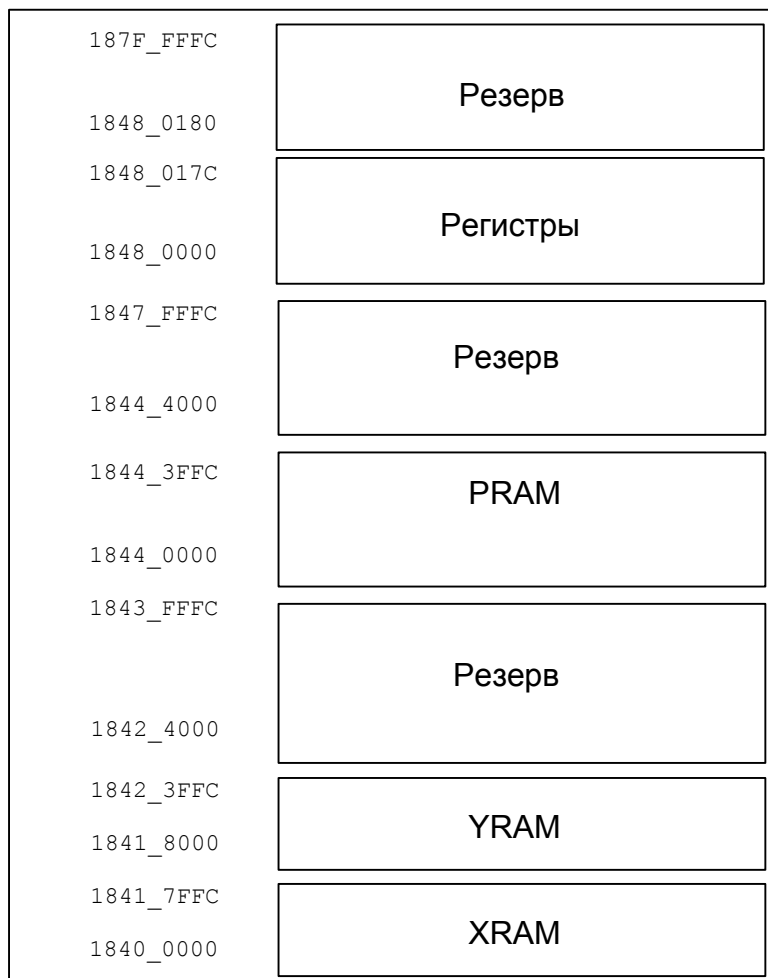 187F_FFFC
Резерв
1848_0180
1848_017C
Регистры
1848_0000
1847_FFFC
Резерв
1844_4000
1844_3FFC
PRAM
1844_0000
1843_FFFC
Резерв
1842_4000
1842_3FFC
YRAM
1841_8000
1841_7FFC
XRAM
1840_0000